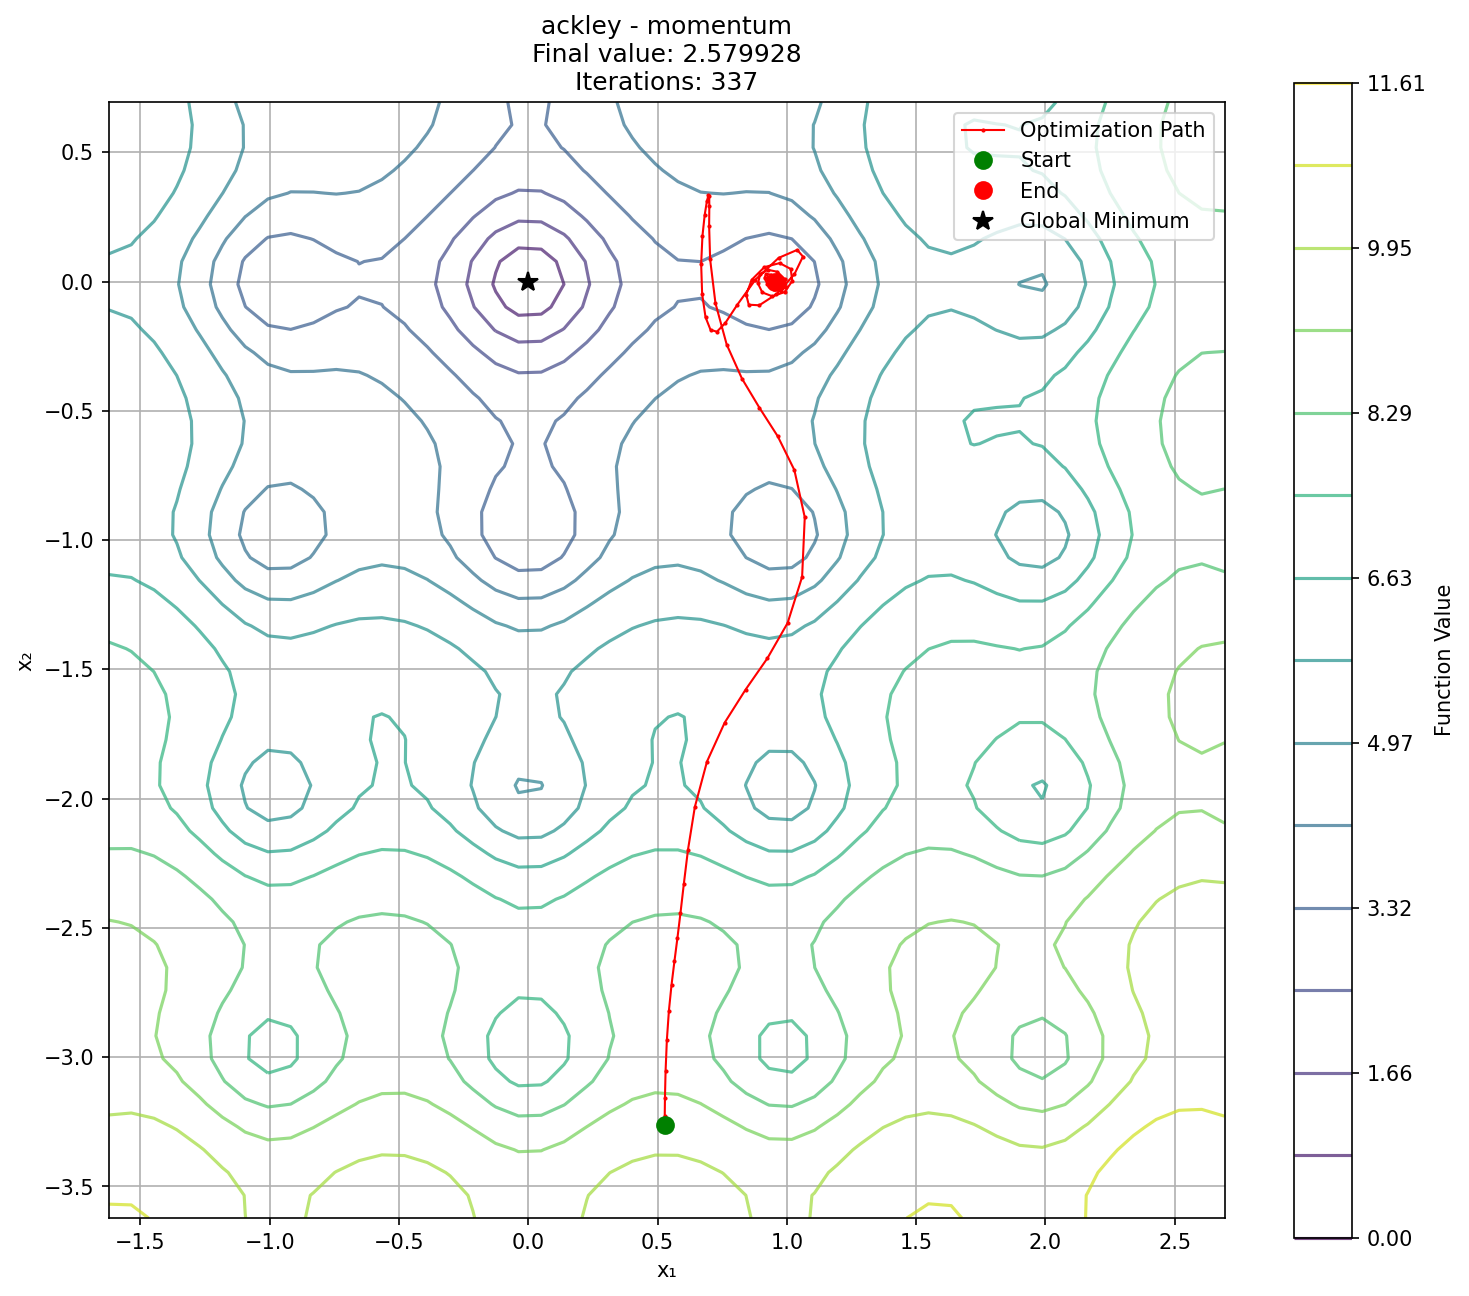 ackley - momentum
Final value: 2.579928
Iterations: 337
Optimization Path
Start
End
Global Minimum
0.5
0.0
−0.5
−1.0
−1.5
−2.0
−2.5
−3.0
−3.5
x₂
−1.5
−1.0
−0.5
0.0
0.5
1.0
1.5
2.0
2.5
x₁
11.61
9.95
8.29
6.63
4.97
3.32
1.66
0.00
Function Value